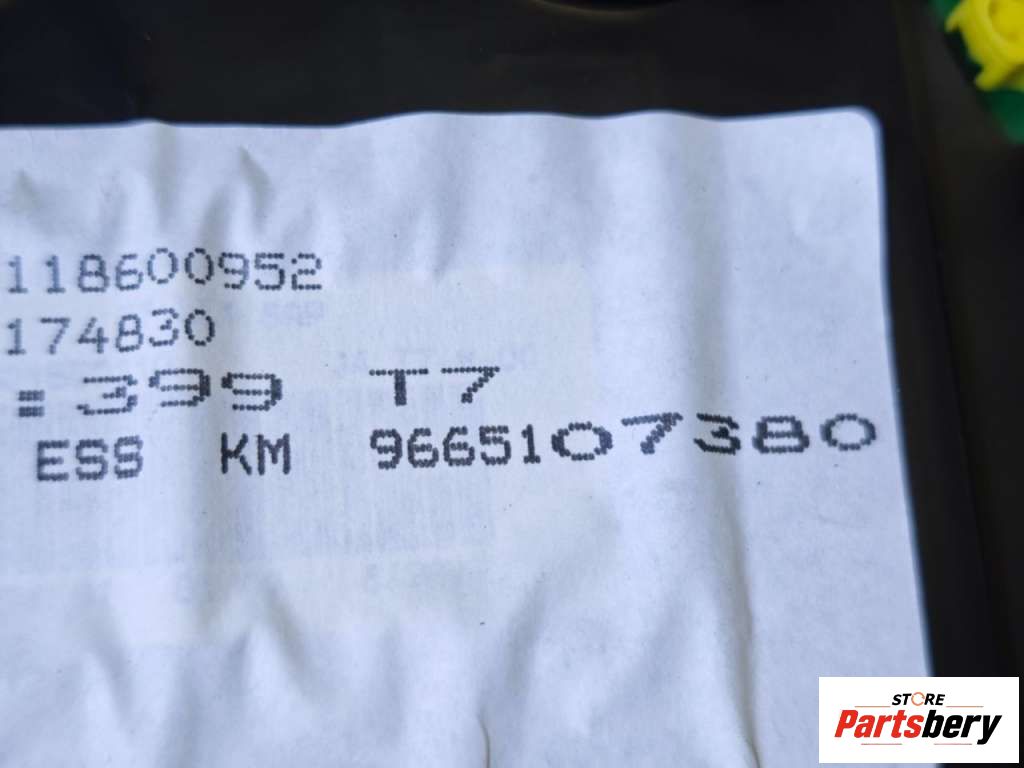 118600952
174830
= 399 T7
ESS KM 9665107380
STORE
Partsbery